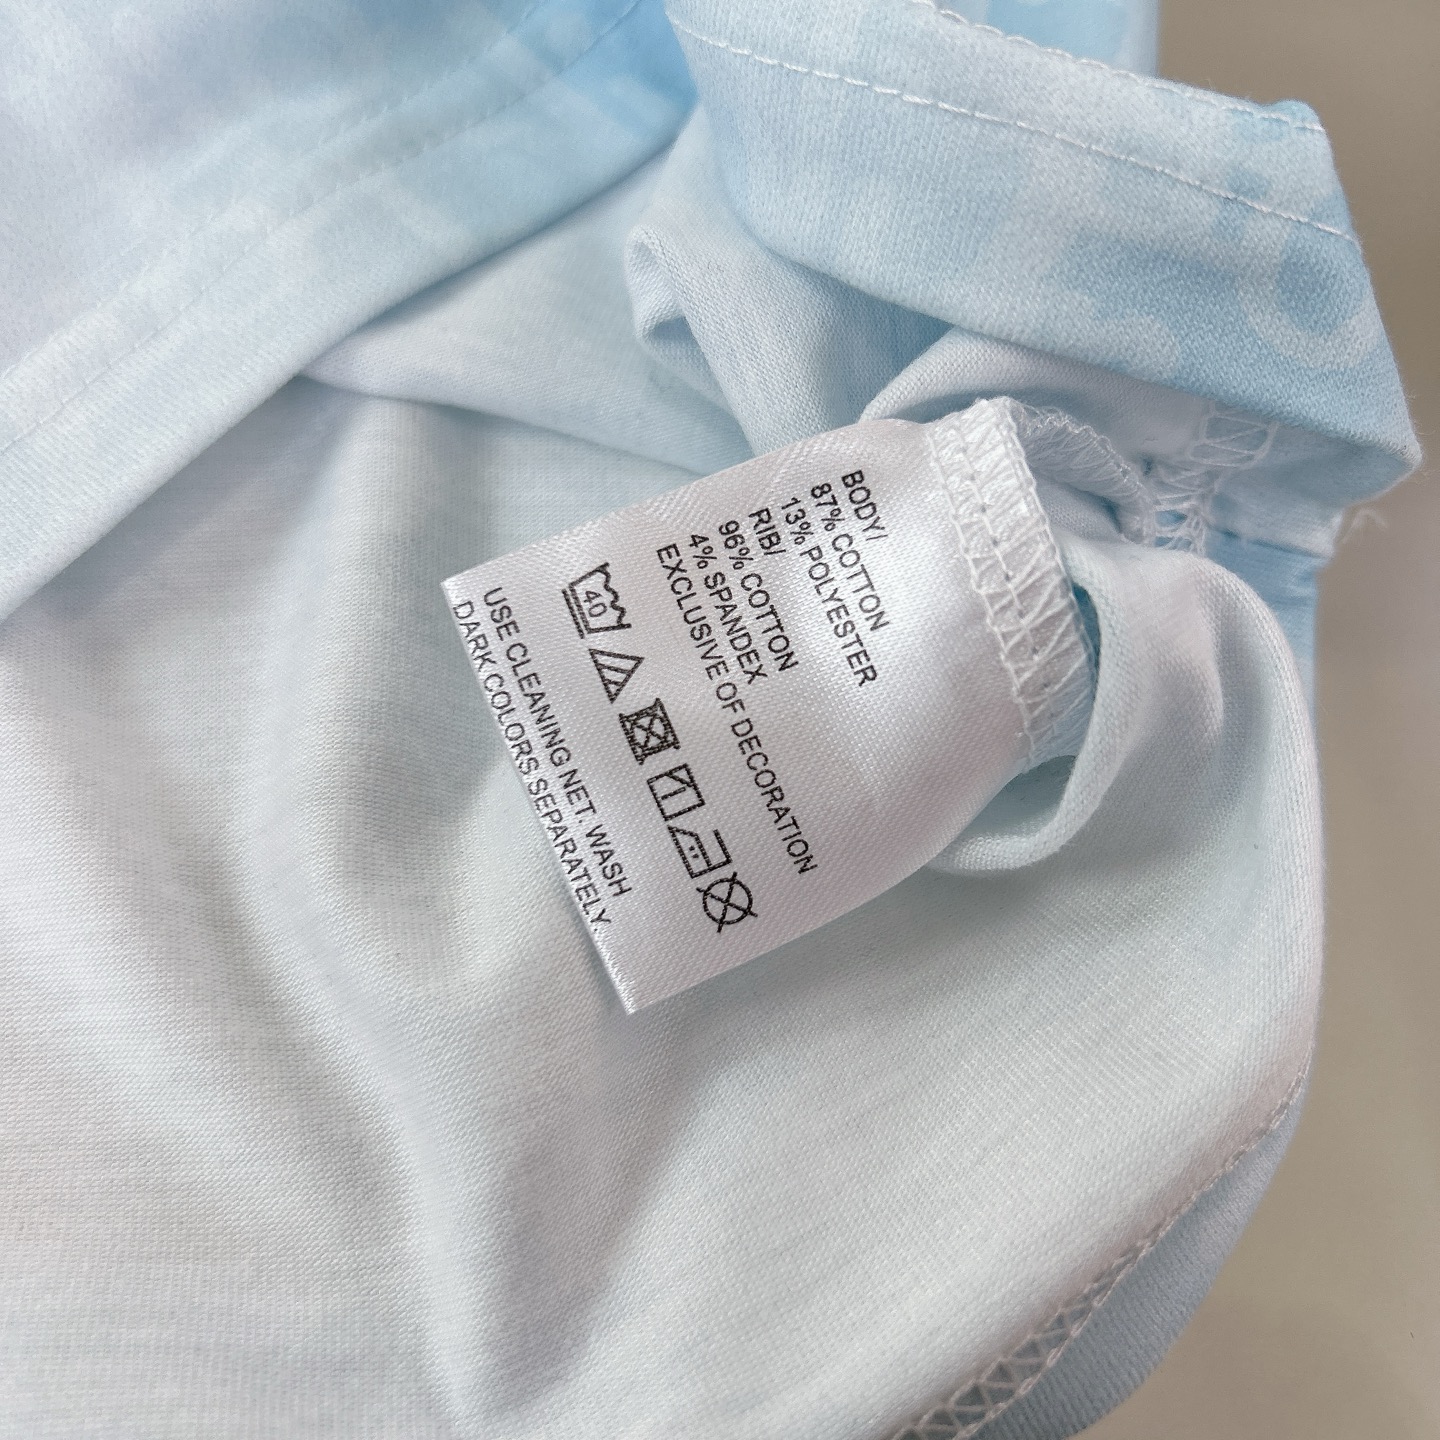 BODY/
87% COTTON
13% POLYESTER
RIB/
96% COTTON
4% SPANDEX
EXCLUSIVE OF DECORATION
40
USE CLEANING NET. WASH
DARK COLORS SEPARATELY.